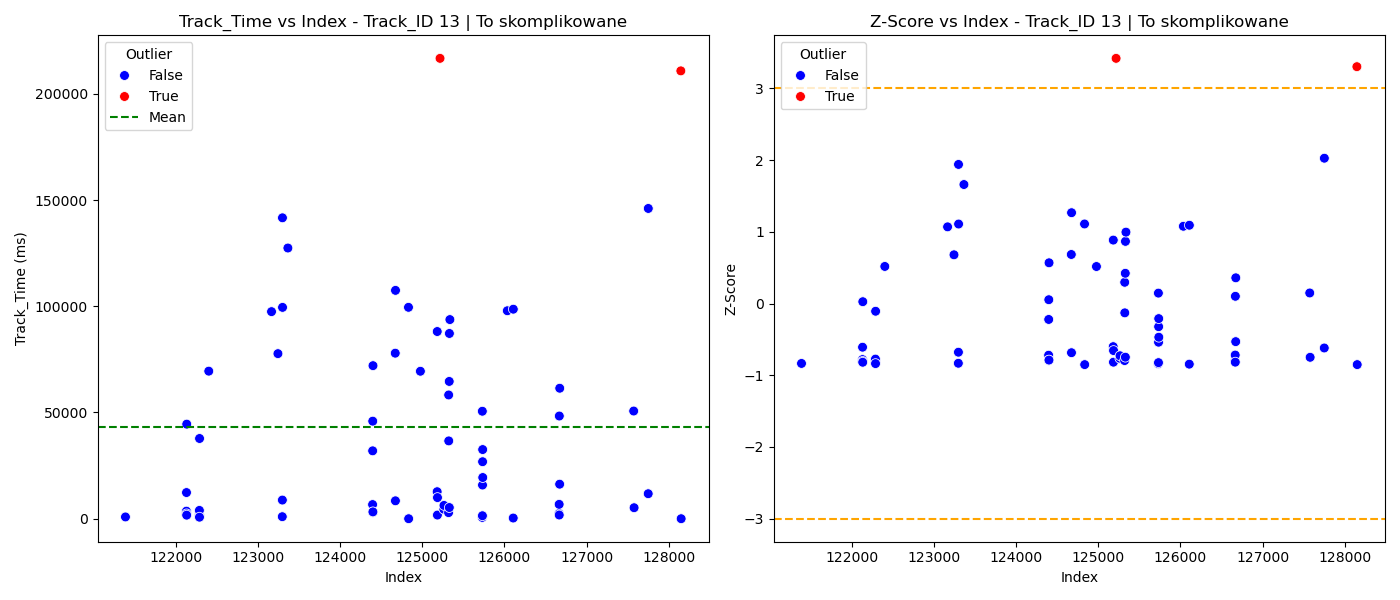 Track_Time vs Index - Track_ID 13 | To skomplikowane
Outlier
False
True
Mean
200000
150000
100000
50000
0
Track_Time (ms)
122000 123000 124000 125000 126000 127000 128000
Index
Z-Score vs Index - Track_ID 13 | To skomplikowane
Outlier
False
True
3
2
1
0
−1
−2
−3
Z-Score
122000 123000 124000 125000 126000 127000 128000
Index